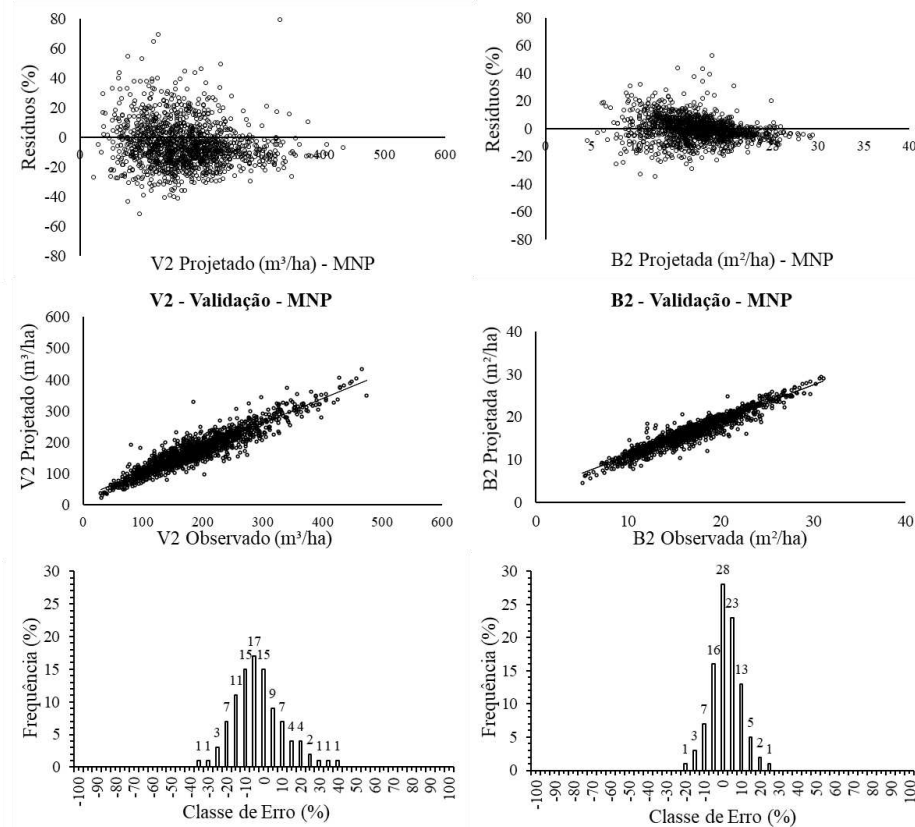 80
60
40
20
0
-20
-40
-60
-80
Resíduos (%)
0 100 200 300 400 500 600
V2 Projetado (m³/ha) - MNP
80
60
40
20
0
-20
-40
-60
-80
Resíduos (%)
0 5 25 30 35 40
B2 Projetada (m²/ha) - MNP
V2 - Validação - MNP
600
500
400
300
200
100
0
V2 Projetado (m³/ha)
0 100 200 300 400 500 600
V2 Observado (m³/ha)
B2 - Validação - MNP
40
30
20
10
0
B2 Projetada (m²/ha)
0 10 20 30 40
B2 Observada (m²/ha)
30
25
20
15
10
5
0
Frequência (%)
1 1 3 7 11 15 17 15 9 7 4 4 2 1 1 1
-100 -90 -80 -70 -60 -50 -40 -30 -20 -10 0 10 20 30 40 50 60 70 80 90 100
Classe de Erro (%)
30
25
20
15
10
5
0
Frequência (%)
1 3 7 16 28 23 13 5 2 1
-100 -90 -80 -70 -60 -50 -40 -30 -20 -10 0 10 20 30 40 50 60 70 80 90 100
Classe de Erro (%)